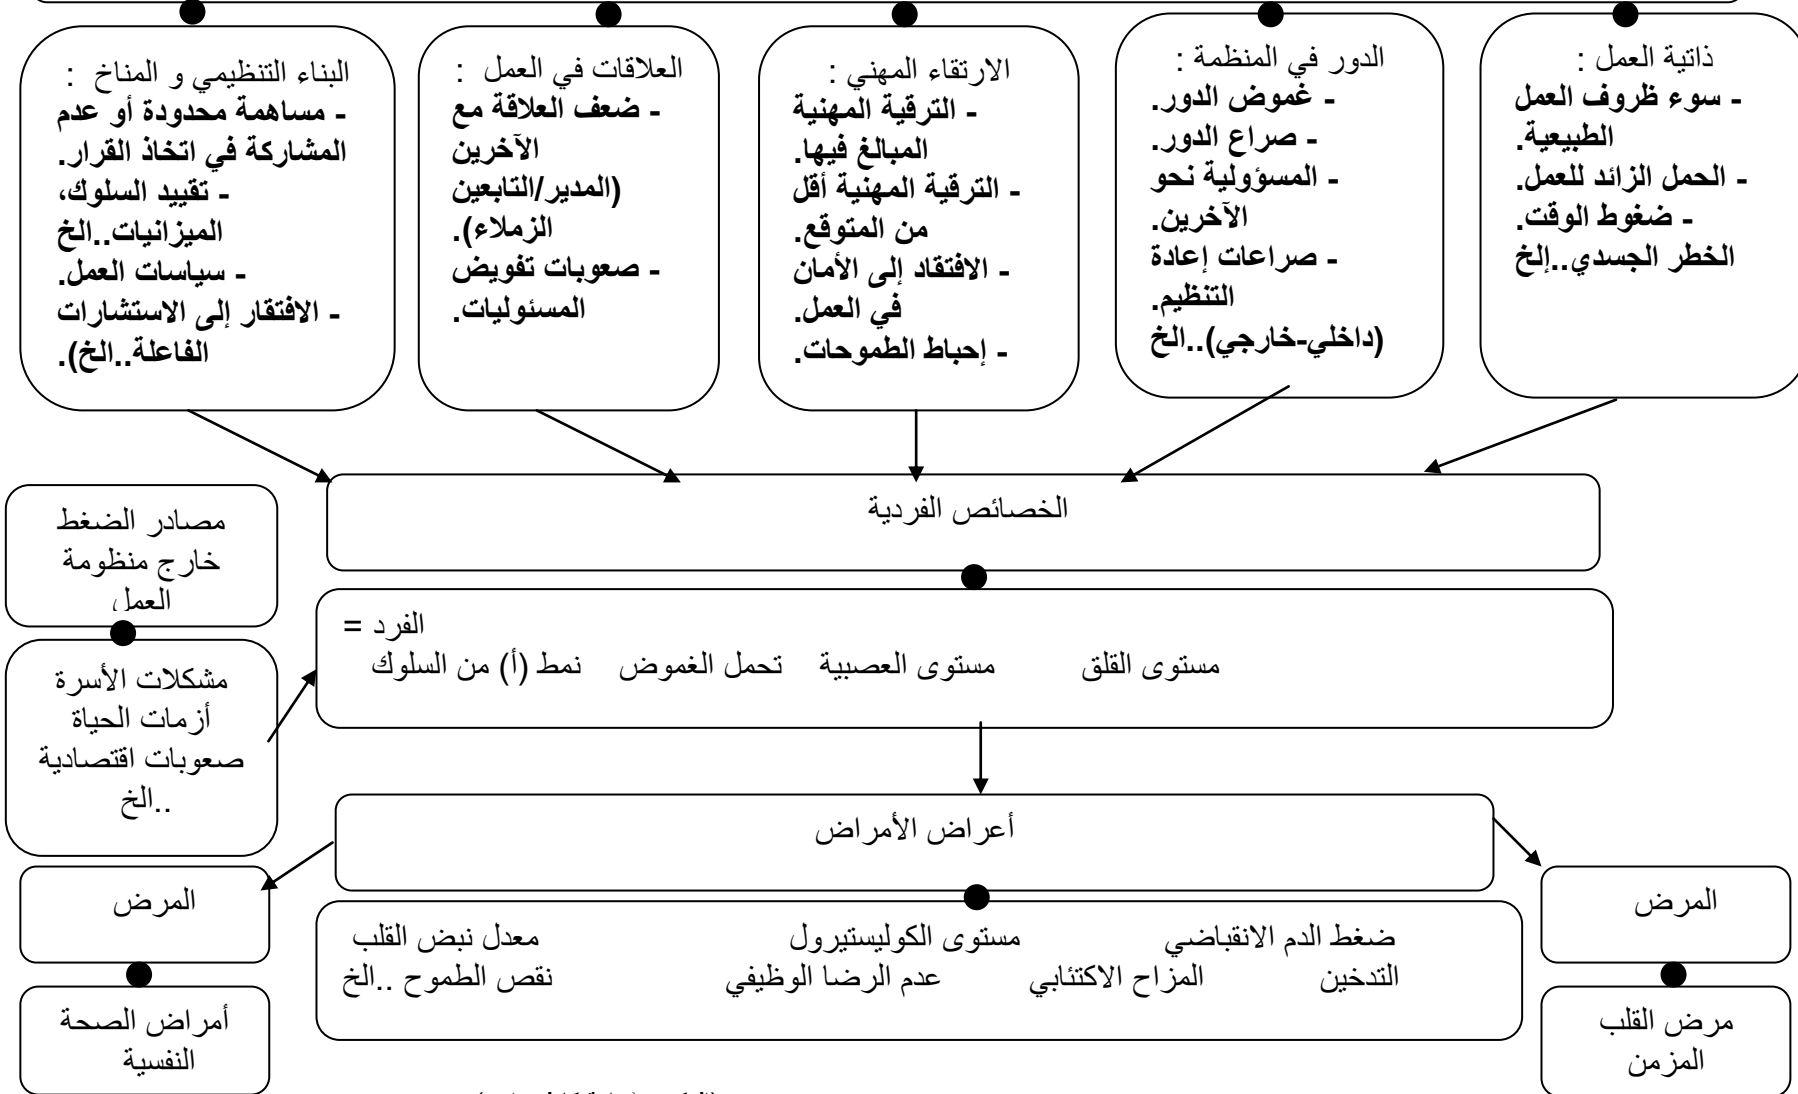 ذاتية العمل :
- سوء ظروف العمل
الطبيعية.
- الحمل الزائد للعمل.
- ضغوط الوقت.
الخطر الجسدي..إلخ
الدور في المنظمة :
- غموض الدور.
- صراع الدور.
- المسؤولية نحو
الآخرين.
- صراعات إعادة
التنظيم.
(داخلي-خارجي)..الخ
الارتقاء المهني :
- الترقية المهنية
المبالغ فيها.
- الترقية المهنية أقل
من المتوقع.
- الافتقاد إلى الأمان
في العمل.
- إحباط الطموحات.
العلاقات في العمل :
- ضعف العلاقة مع
الآخرين
(المدير/التابعين
الزملاء).
- صعوبات تفويض
المسئوليات.
البناء التنظيمي و المناخ :
- مساهمة محدودة أو عدم
المشاركة في اتخاذ القرار.
- تقييد السلوك،
الميزانيات..الخ
- سياسات العمل.
- الافتقار إلى الاستشارات
الفاعلة..الخ).
الخصائص الفردية
مصادر الضغط
خارج منظومة
العمل
الفرد =
مستوى القلق مستوى العصبية تحمل الغموض نمط (أ) من السلوك
مشكلات الأسرة
أزمات الحياة
صعوبات اقتصادية
..الخ
أعراض الأمراض
المرض
المرض
ضغط الدم الانقباضي مستوى الكوليستيرول معدل نبض القلب
التدخين المزاح الاكتئابي عدم الرضا الوظيفي نقص الطموح ..الخ
مرض القلب
المزمن
أمراض الصحة
النفسية